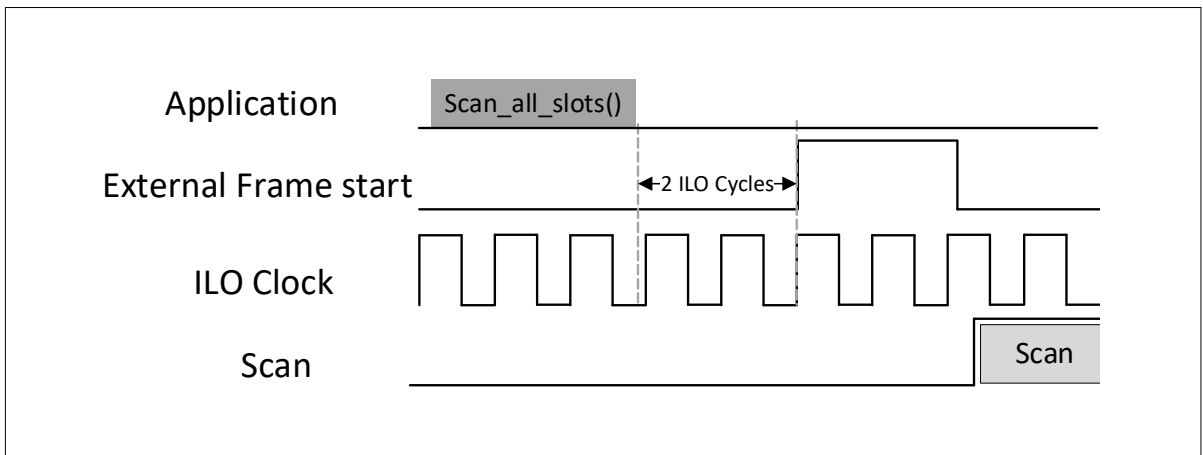 Application
Scan_all_slots()
External Frame start
2 ILO Cycles
ILO Clock
Scan
Scan